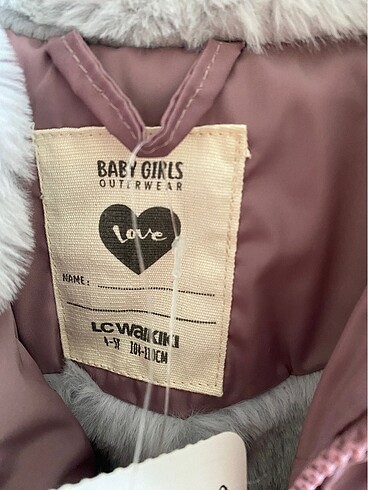 BABY GIRLS
OUTERWEAR
Love
NAME:
LC WAIKIKI
4-5Y 104-110CM